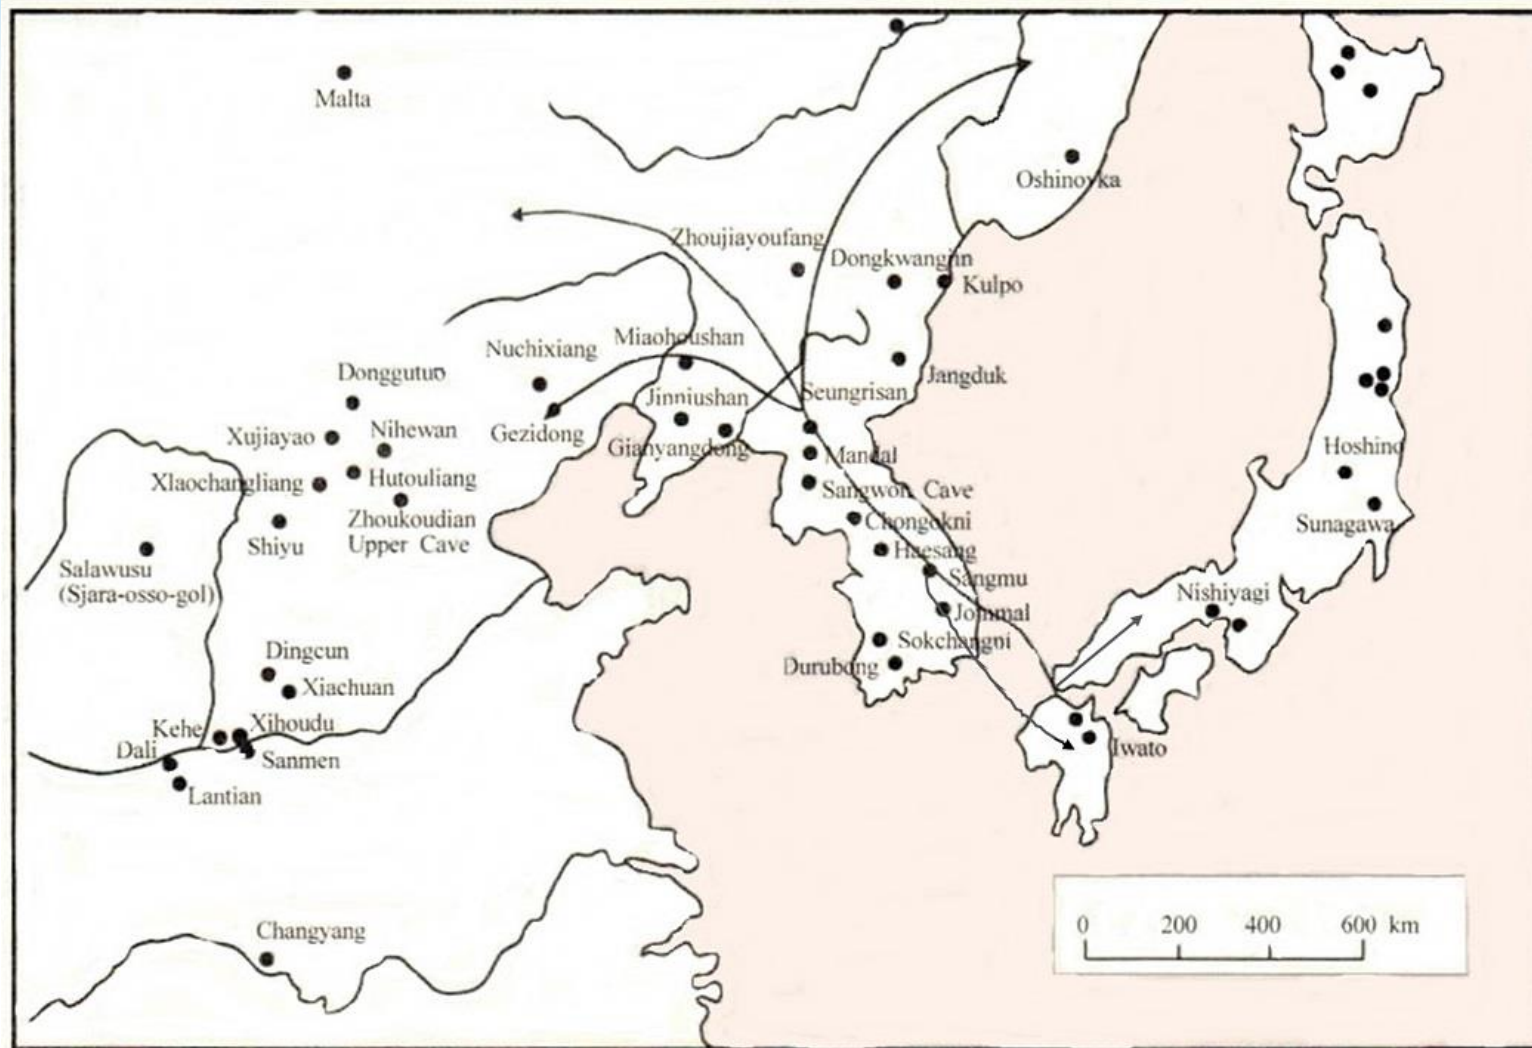 Malta
Oshinovka
Zhoujiayoufang
Dongkwangjin
Kulpo
Miaohoushan
Nuchixiang
Donggutuo
Jangduk
Seungrisan
Jinniushan
Xujiayao
Nihewan
Gezidong
Gianyangdong
Mandal
Hoshino
Xlaochangliang
Hutouliang
Sangwon Cave
Zhoukoudian
Upper Cave
Chongokni
Sunagawa
Shiyu
Haesang
Salawusu
(Sjara-osso-gol)
Sangmu
Nishiyagi
Jommal
Sokchangni
Dingcun
Durubong
Xiachuan
Kehe
Xihoudu
Dali
Sanmen
Iwato
Lantian
Changyang
0 200 400 600 km